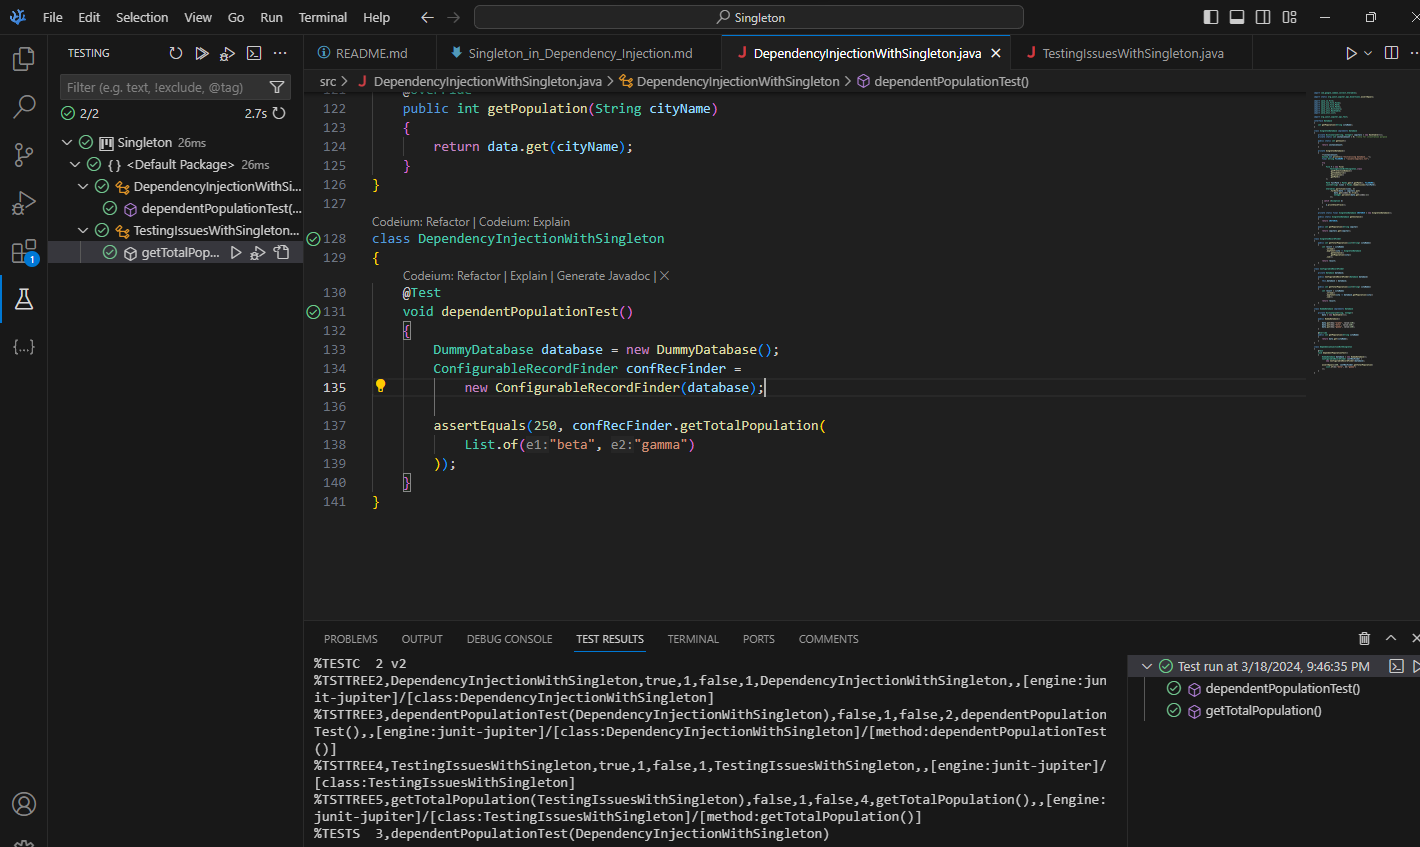 File Edit Selection View Go Run Terminal Help
Singleton
TESTING
README.md
Singleton_in_Dependency_Injection.md
DependencyInjectionWithSingleton.java
TestingIssuesWithSingleton.java
Filter (e.g. text, !exclude, @tag)
2/2
2.7s
Singleton 26ms
<Default Package> 26ms
DependencyInjectionWithSi...
dependentPopulationTest(...
TestingIssuesWithSingleton...
getTotalPop...
1
{...}
src > DependencyInjectionWithSingleton.java > DependencyInjectionWithSingleton > dependentPopulationTest()
122 public int getPopulation(String cityName)
123 {
124 return data.get(cityName);
125 }
126 }
127
Codeium: Refactor | Codeium: Explain
128 class DependencyInjectionWithSingleton
129 {
Codeium: Refactor | Explain | Generate Javadoc | X
130 @Test
131 void dependentPopulationTest()
132 {
133 DummyDatabase database = new DummyDatabase();
134 ConfigurableRecordFinder confRecFinder =
135 new ConfigurableRecordFinder(database);
136
137 assertEquals(250, confRecFinder.getTotalPopulation(
138 List.of(e1:"beta", e2:"gamma")
139 ));
140 }
141 }
PROBLEMS OUTPUT DEBUG CONSOLE TEST RESULTS TERMINAL PORTS COMMENTS
%TESTC 2 v2
%TSTTREE2,DependencyInjectionWithSingleton,true,1,false,1,DependencyInjectionWithSingleton,,[engine:jun
it-jupiter]/[class:DependencyInjectionWithSingleton]
%TSTTREE3,dependentPopulationTest(DependencyInjectionWithSingleton),false,1,false,2,dependentPopulation
Test(),,[engine:junit-jupiter]/[class:DependencyInjectionWithSingleton]/[method:dependentPopulationTest
()]
%TSTTREE4,TestingIssuesWithSingleton,true,1,false,1,TestingIssuesWithSingleton,,[engine:junit-jupiter]/
[class:TestingIssuesWithSingleton]
%TSTTREE5,getTotalPopulation(TestingIssuesWithSingleton),false,1,false,4,getTotalPopulation(),,[engine:
junit-jupiter]/[class:TestingIssuesWithSingleton]/[method:getTotalPopulation()]
%TESTS 3,dependentPopulationTest(DependencyInjectionWithSingleton)
Test run at 3/18/2024, 9:46:35 PM
dependentPopulationTest()
getTotalPopulation()